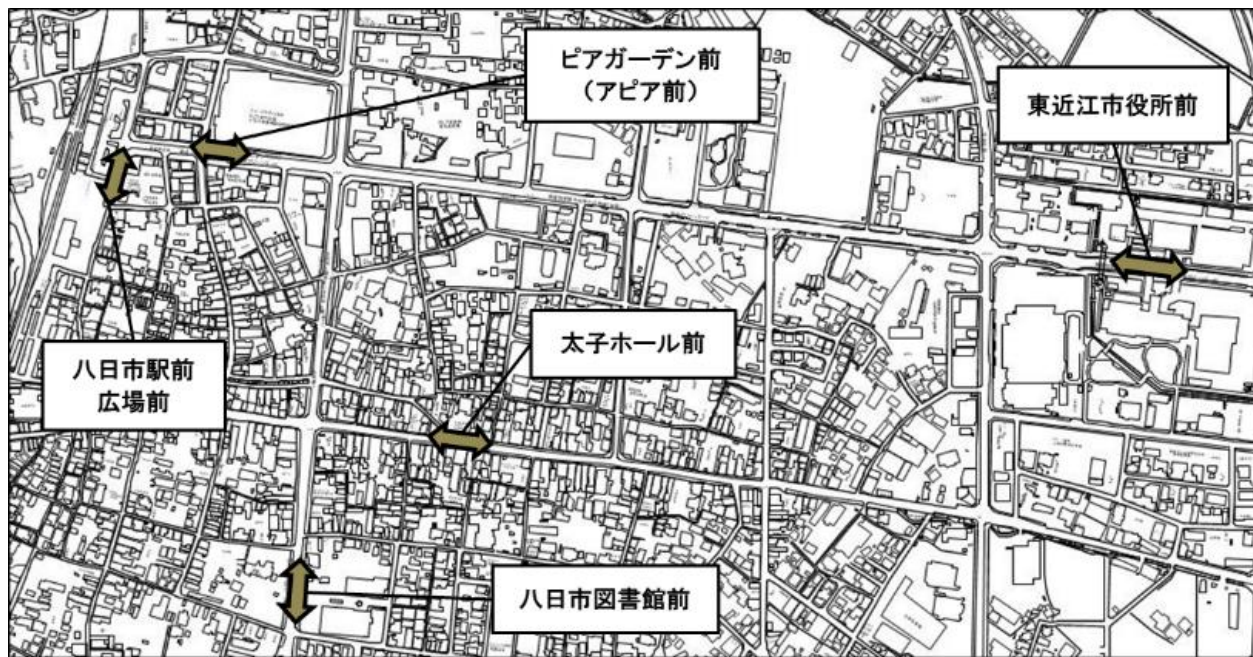 ピアガーデン前
（アピア前）
東近江市役所前
太子ホール前
八日市駅前
広場前
八日市図書館前